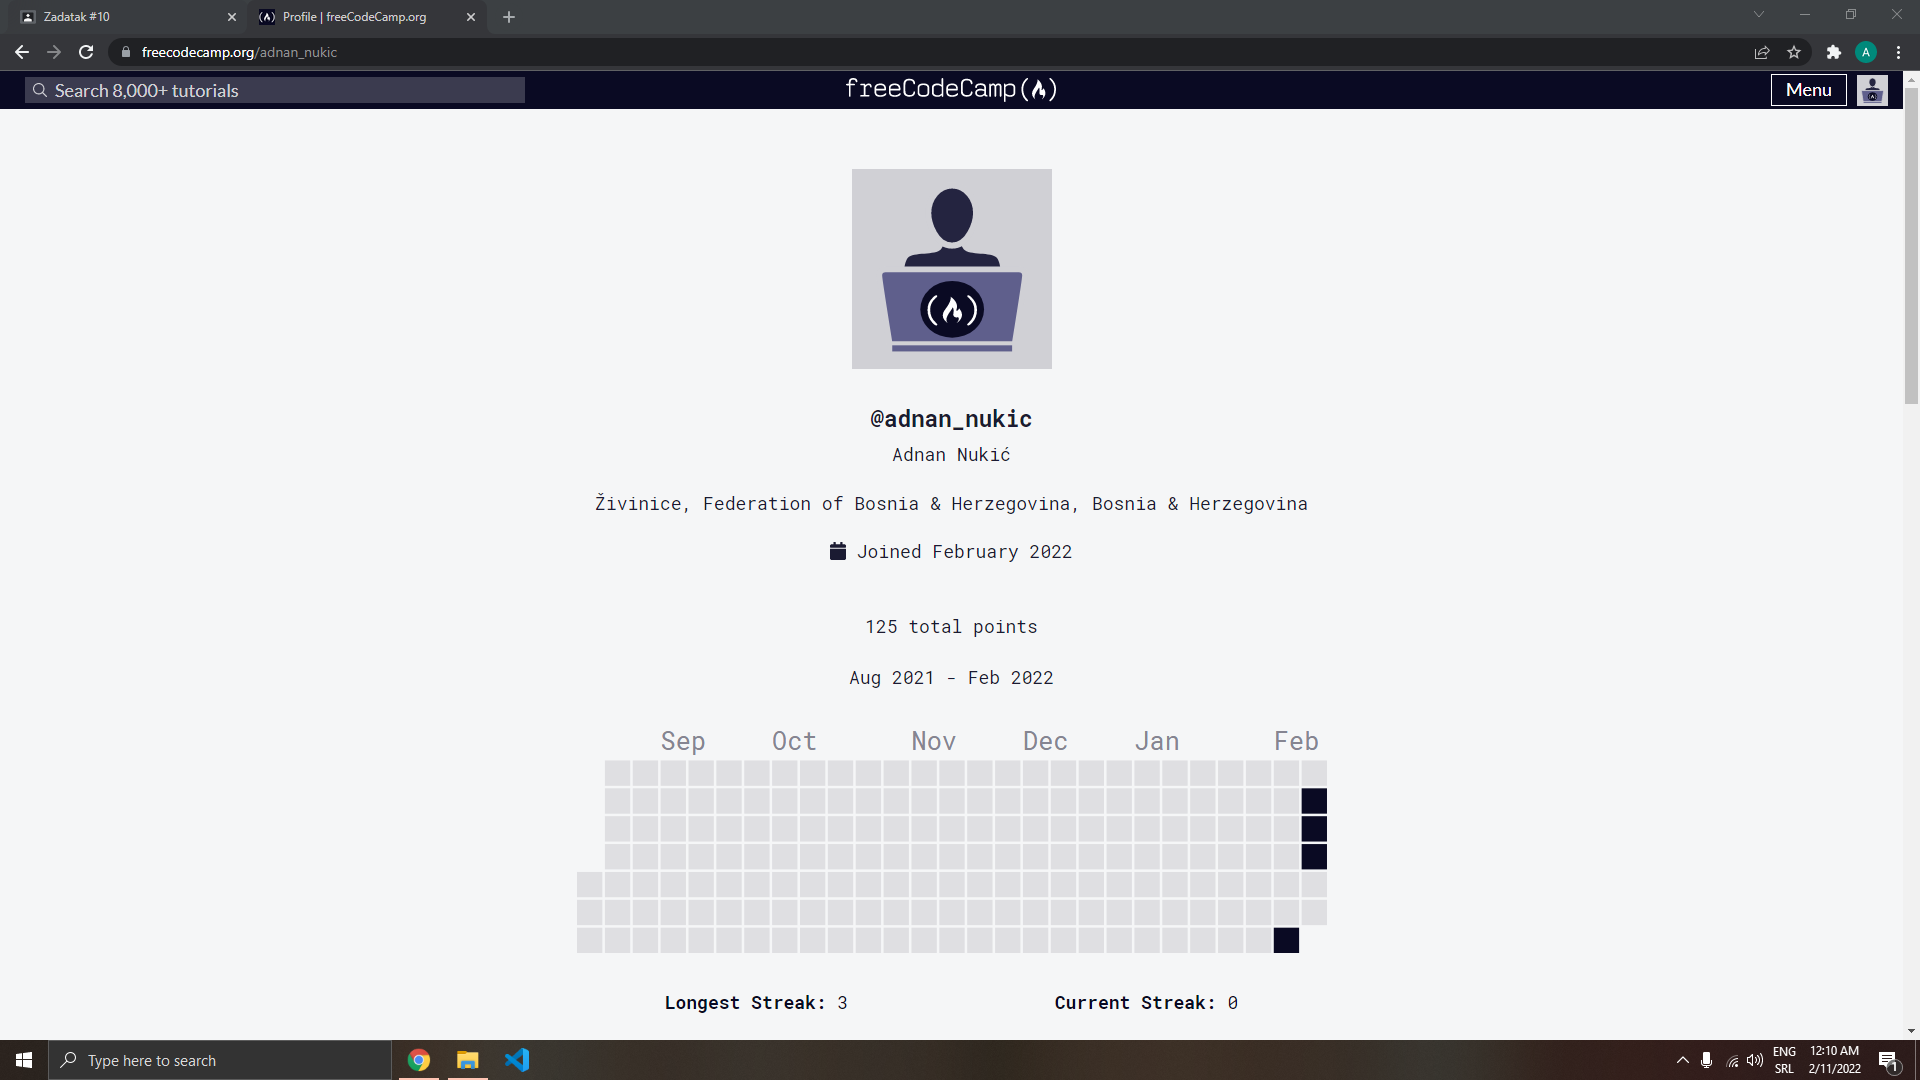 Zadatak #10
Profile | freeCodeCamp.org
freecodecamp.org/adnan_nukic
A
Search 8,000+ tutorials
freeCodeCamp
Menu
@adnan_nukic
Adnan Nukić
Živinice, Federation of Bosnia & Herzegovina, Bosnia & Herzegovina
Joined February 2022
125 total points
Aug 2021 - Feb 2022
Sep Oct Nov Dec Jan Feb
Longest Streak: 3 Current Streak: 0
Type here to search
ENG 12:10 AM
SRL 2/11/2022
1